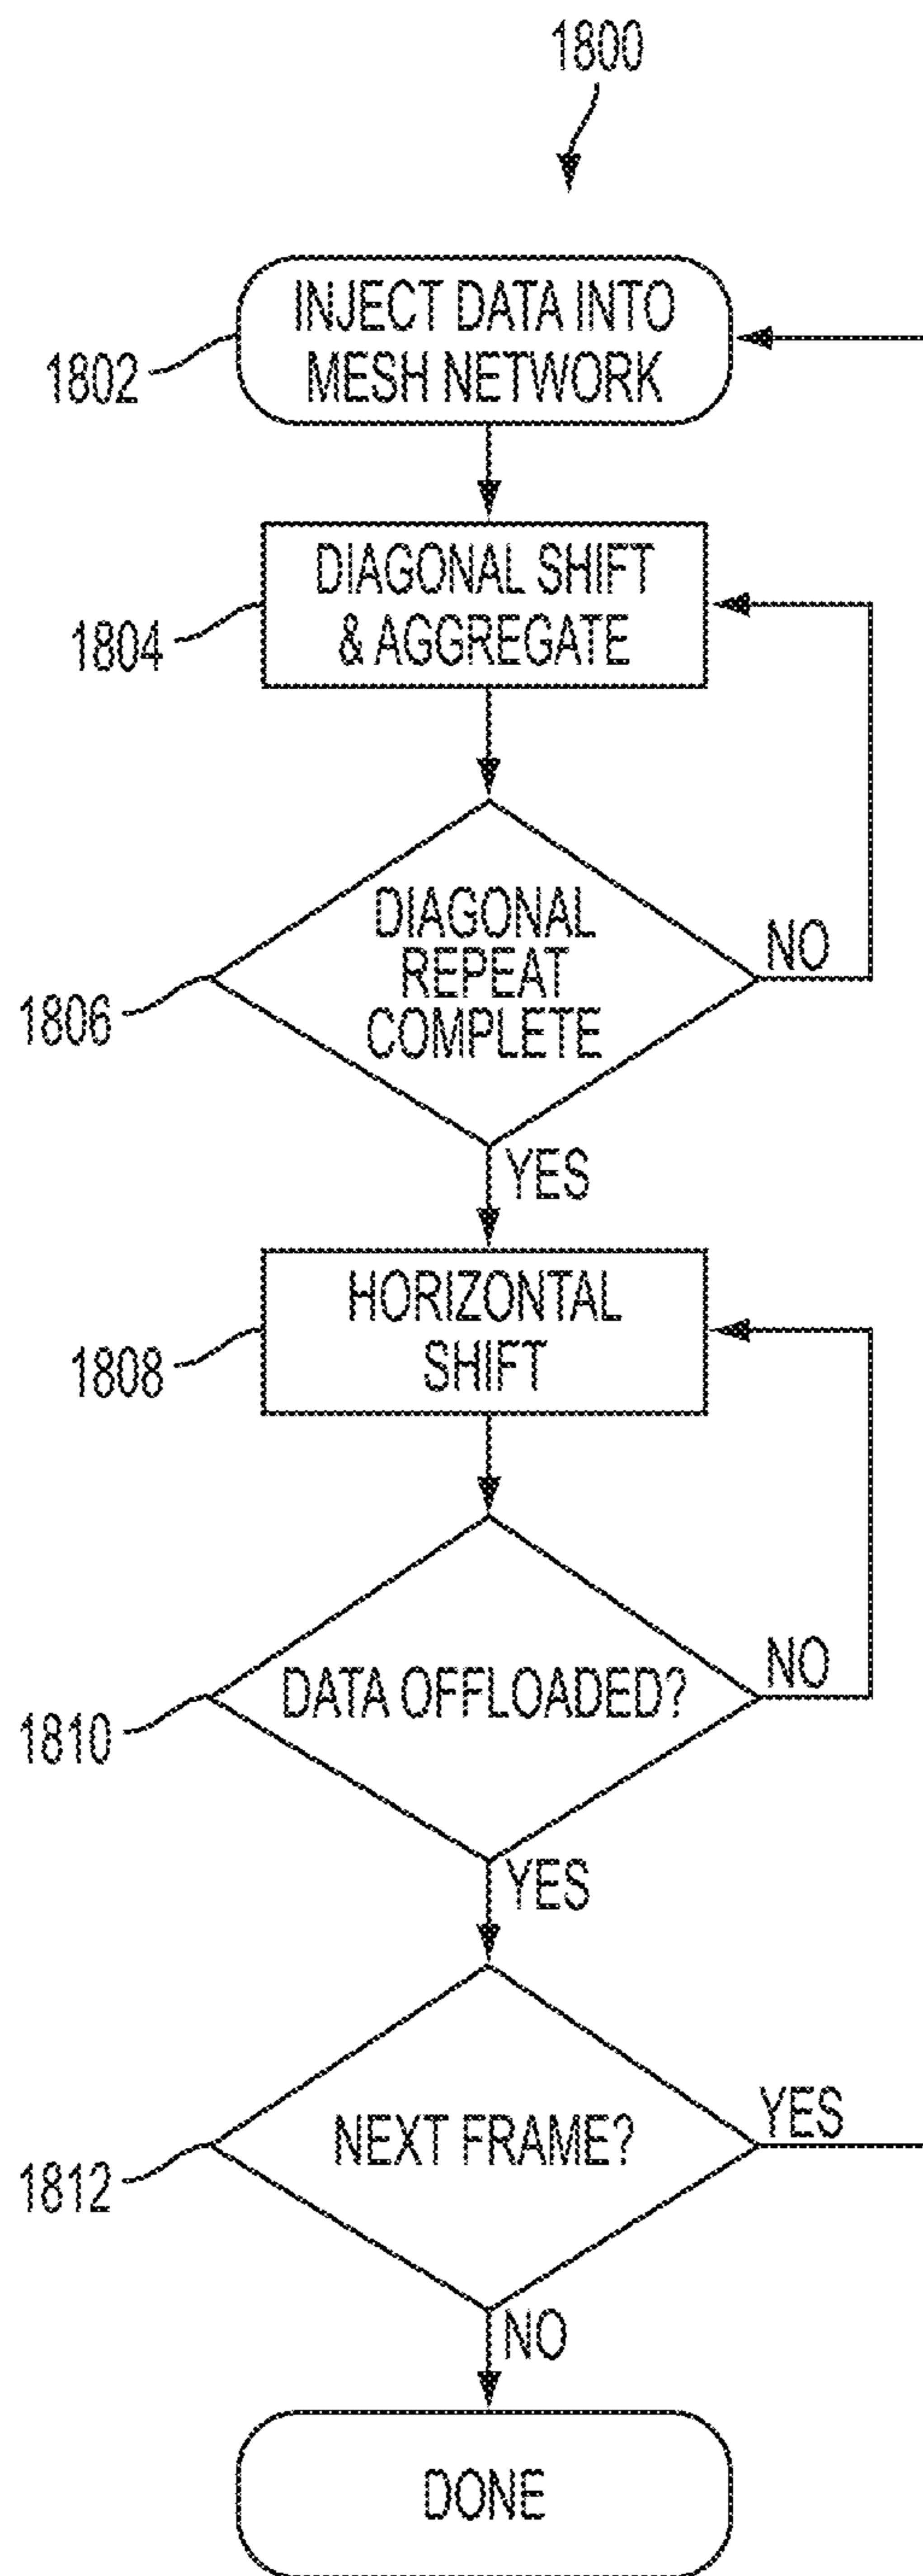 1800
INJECT DATA INTO
MESH NETWORK
1802
DIAGONAL SHIFT
& AGGREGATE
1804
DIAGONAL
REPEAT
COMPLETE
NO
1806
YES
HORIZONTAL
SHIFT
1808
DATA OFFLOADED?
NO
1810
YES
NEXT FRAME?
YES
1812
NO
DONE